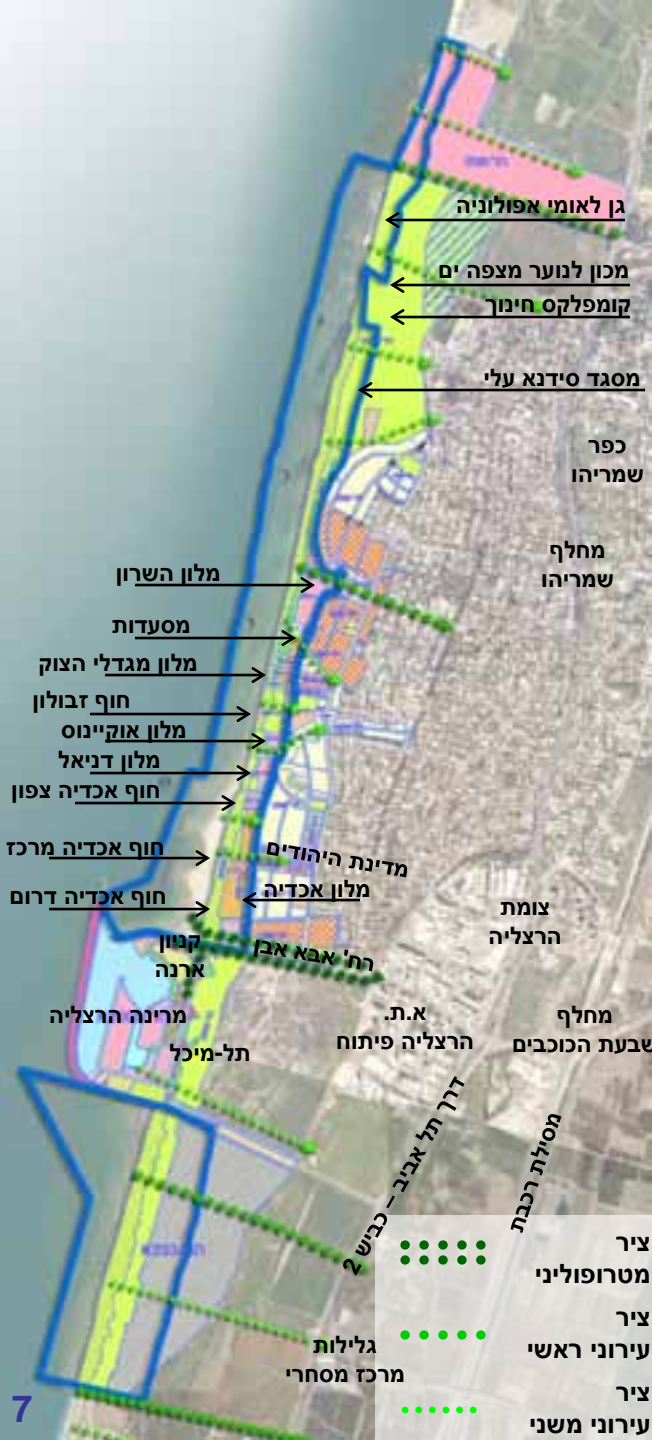 גן לאומי אפולוניה
מכון לנוער מצפה ים
קומפלקס חינוך
מסגד סידנא עלי
כפר
שמריהו
מחלף
שמריהו
מלון השרון
מסעדות
מלון מגדלי הצוק
חוף זבולון
מלון אוקיינוס
מלון דניאל
חוף אכדיה צפון
חוף אכדיה מרכז
מדינת היהודים
מלון אכדיה
חוף אכדיה דרום
צומת
הרצליה
קניון
ארנה
רח' אבא אבן
מרינה הרצליה
א.ת.
הרצליה פיתוח
מחלף
שבעת הכוכבים
תל-מיכל
דרך תל אביב – כביש 2
מסילת רכבת
גלילות
מרכז מסחרי
ציר
מטרופוליני
ציר
עירוני ראשי
ציר
עירוני משני
7